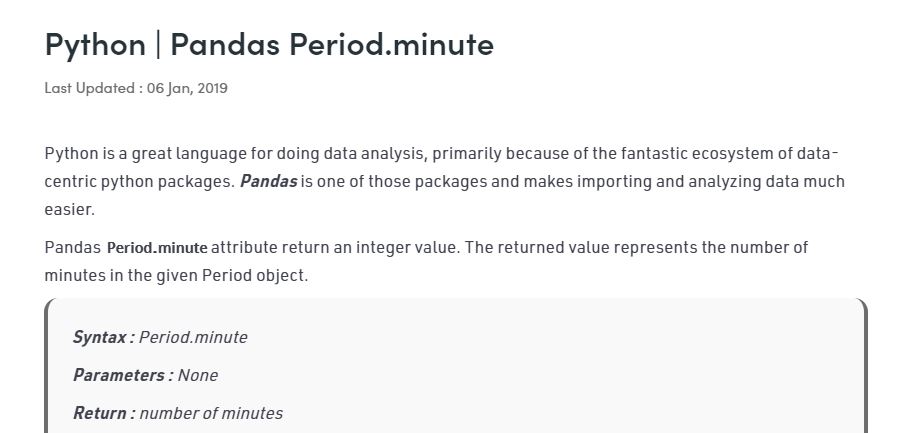 Python | Pandas Period.minute
Last Updated : 06 Jan, 2019
Python is a great language for doing data analysis, primarily because of the fantastic ecosystem of data-
centric python packages. Pandas is one of those packages and makes importing and analyzing data much
easier.
Pandas Period.minute attribute return an integer value. The returned value represents the number of
minutes in the given Period object.
Syntax : Period.minute
Parameters : None
Return : number of minutes